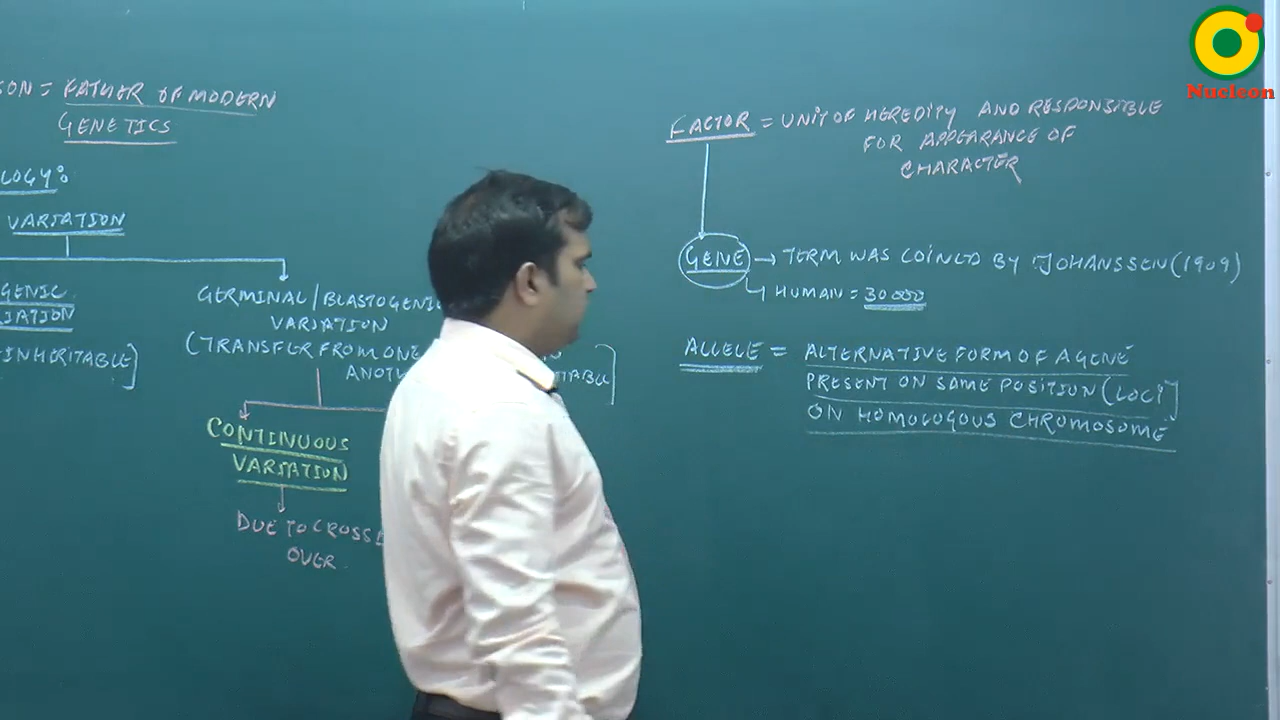 SON = FATHER OF MODERN
GENETICS
LOGY:
VARIATION
GENIC
IATION
INHERITABLE]
GERMINAL/BLASTOGENIC
VARIATION
(TRANSFER FROM ONE
ANOT
TABLE]
CONTINUOUS
VARIATION
DUE TO CROSS
OVER
FACTOR = UNIT OF HEREDITY AND RESPONSIBLE
FOR APPEARANCE OF
CHARACTER
GENE → TERM WAS COINED BY JOHANSSEN (1909)
HUMAN = 30000
ALLELE = ALTERNATIVE FORM OF A GENE
PRESENT ON SAME POSITION (LOCI]
ON HOMOGOGOUS CHROMOSOME
Nucleon